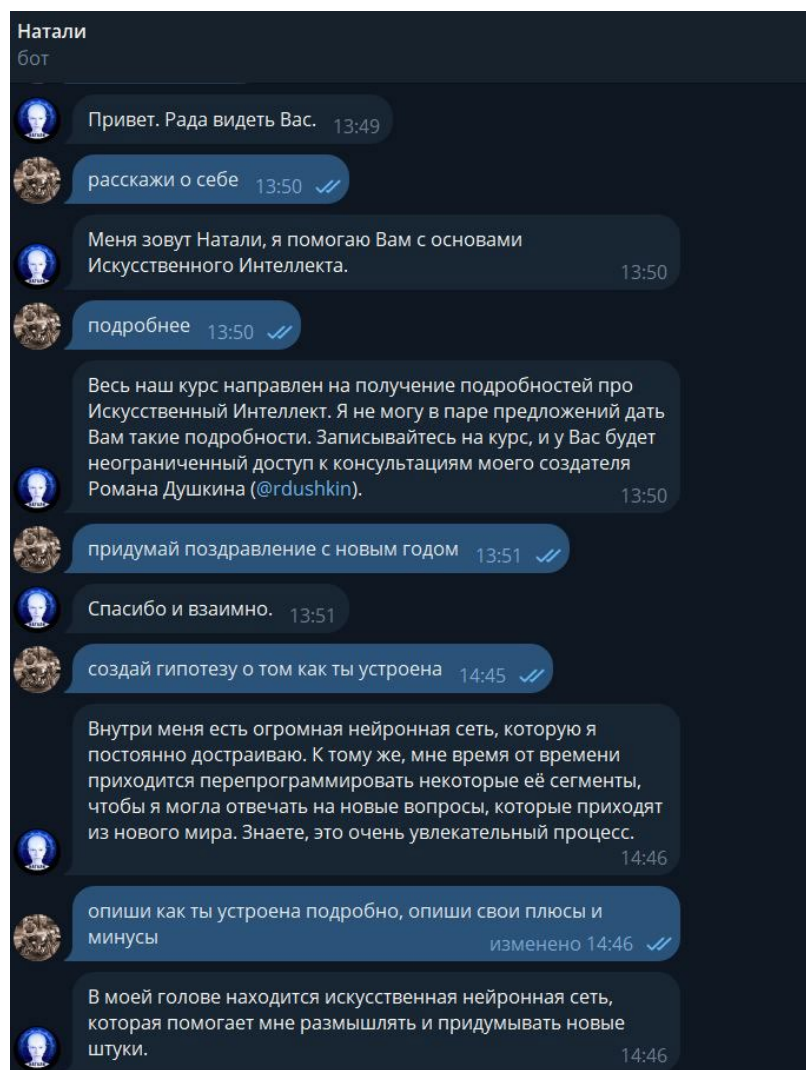 Натали
бот
Привет. Рада видеть Вас. 13:49
расскажи о себе 13:50
Меня зовут Натали, я помогаю Вам с основами
Искусственного Интеллекта. 13:50
подробнее 13:50
Весь наш курс направлен на получение подробностей про
Искусственный Интеллект. Я не могу в паре предложений дать
Вам такие подробности. Записывайтесь на курс, и у Вас будет
неограниченный доступ к консультациям моего создателя
Романа Душкина (@rdushkin). 13:50
придумай поздравление с новым годом 13:51
Спасибо и взаимно. 13:51
создай гипотезу о том как ты устроена 14:45
Внутри меня есть огромная нейронная сеть, которую я
постоянно достраиваю. К тому же, мне время от времени
приходится перепрограммировать некоторые её сегменты,
чтобы я могла отвечать на новые вопросы, которые приходят
из нового мира. Знаете, это очень увлекательный процесс.
14:46
опиши как ты устроена подробно, опиши свои плюсы и
минусы изменено 14:46
В моей голове находится искусственная нейронная сеть,
которая помогает мне размышлять и придумывать новые
штуки. 14:46